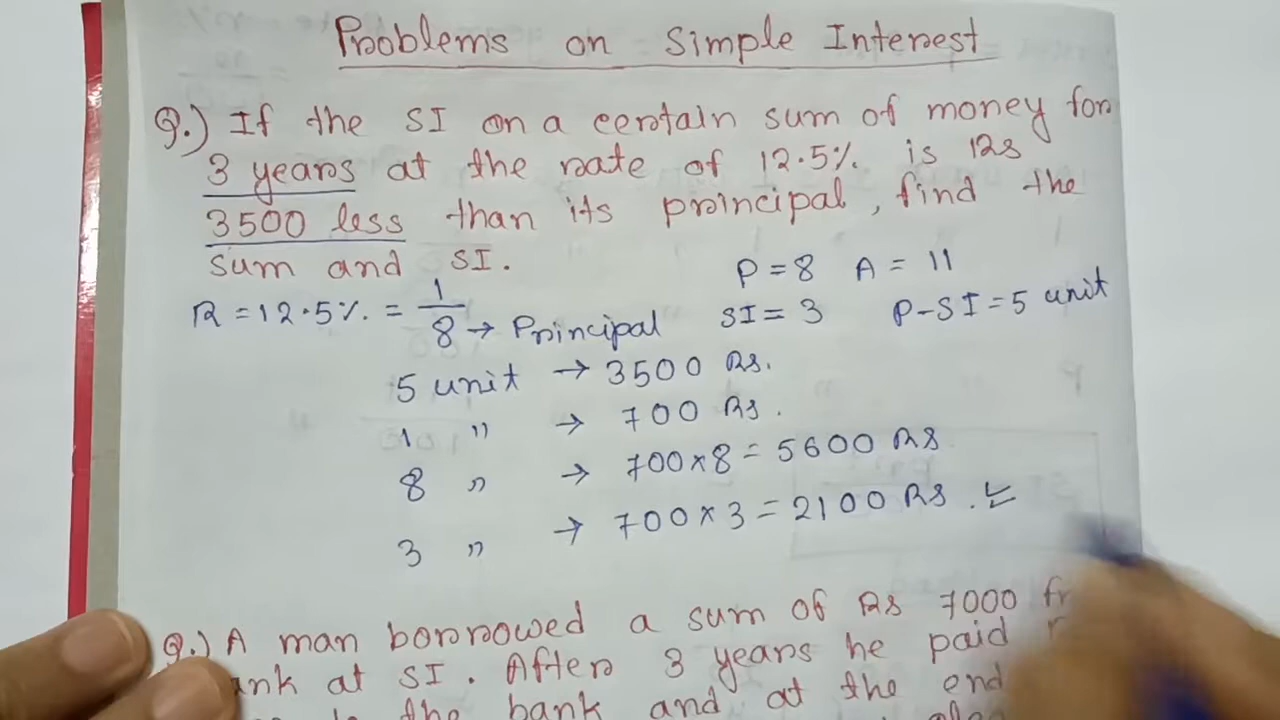 Problems on Simple Interest
Q.) If the SI on a certain sum of money for
3 years at the rate of 12.5% is Rs
3500 less than its principal, find the
sum and SI.
P = 8 A = 11
R = 12.5% = 1/8 → Principal SI = 3 P-SI = 5 unit
5 unit → 3500 Rs.
1 " → 700 Rs.
8 " → 700×8 = 5600 Rs
3 " → 700×3 = 2100 Rs.
Q.) A man borrowed a sum of Rs 7000
at SI. After 3 years he paid
the bank and at the end